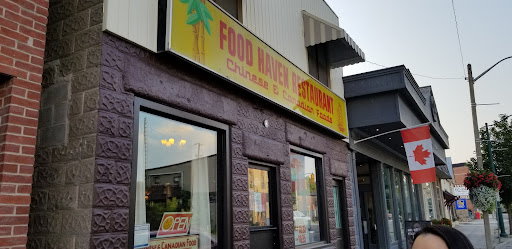 FOOD HAVEN RESTAURANT
Chinese & Canadian Foods
OPEN
CANADIAN FOOD